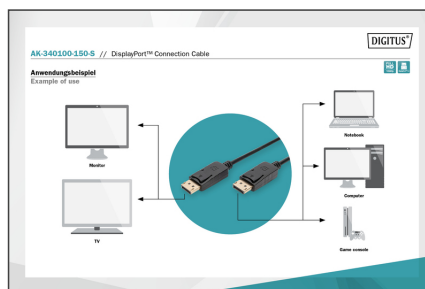 DIGITUS®
AK-340100-150-S // DisplayPort™ Connection Cable
Anwendungsbeispiel
Example of use
Monitor
TV
Notebook
Computer
Game console